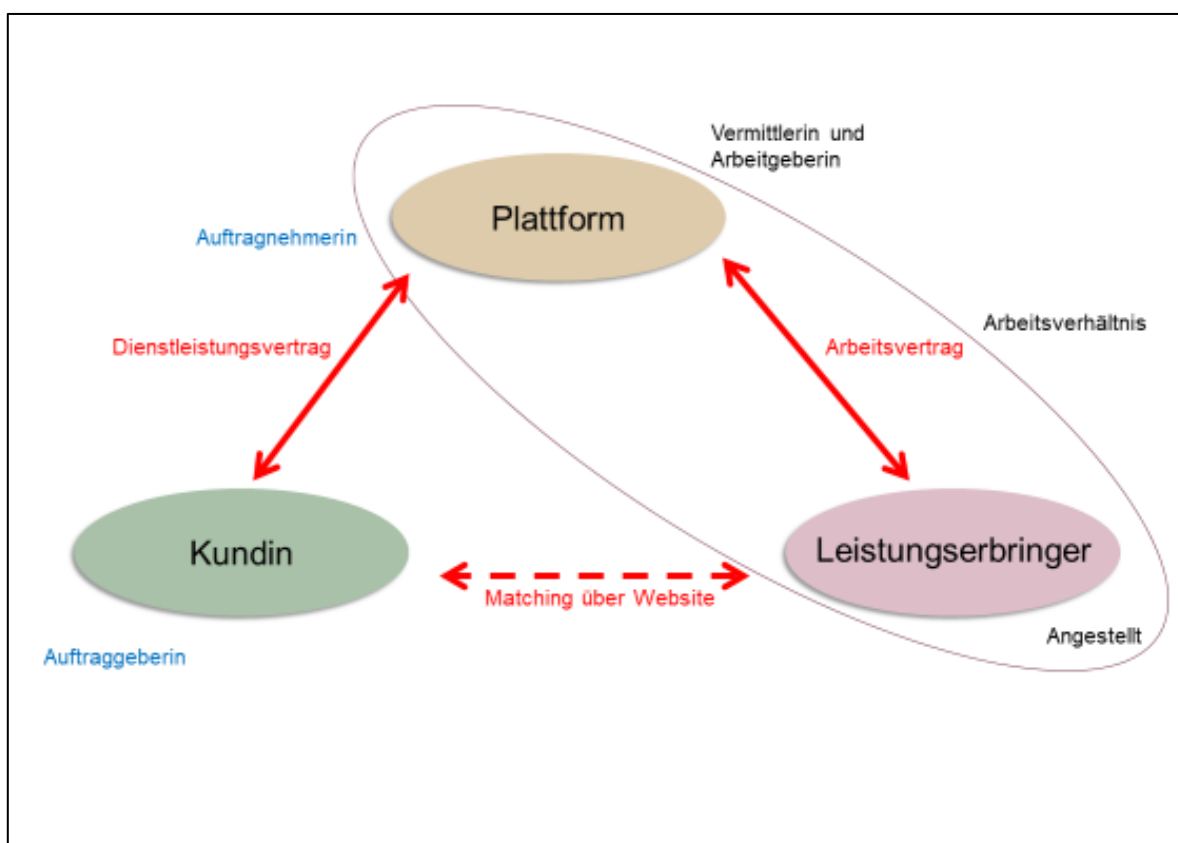 Vermittlerin und
Arbeitgeberin
Plattform
Auftragnehmerin
Arbeitsverhältnis
Dienstleistungsvertrag
Arbeitsvertrag
Kundin
Leistungserbringer
Matching über Website
Angestellt
Auftraggeberin